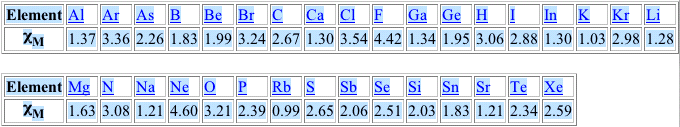 Element Al Ar As B Be Br C Ca Cl F Ga Ge H I In K Kr Li
χM 1.37 3.36 2.26 1.83 1.99 3.24 2.67 1.30 3.54 4.42 1.34 1.95 3.06 2.88 1.30 1.03 2.98 1.28
Element Mg N Na Ne O P Rb S Sb Se Si Sn Sr Te Xe
χM 1.63 3.08 1.21 4.60 3.21 2.39 0.99 2.65 2.06 2.51 2.03 1.83 1.21 2.34 2.59